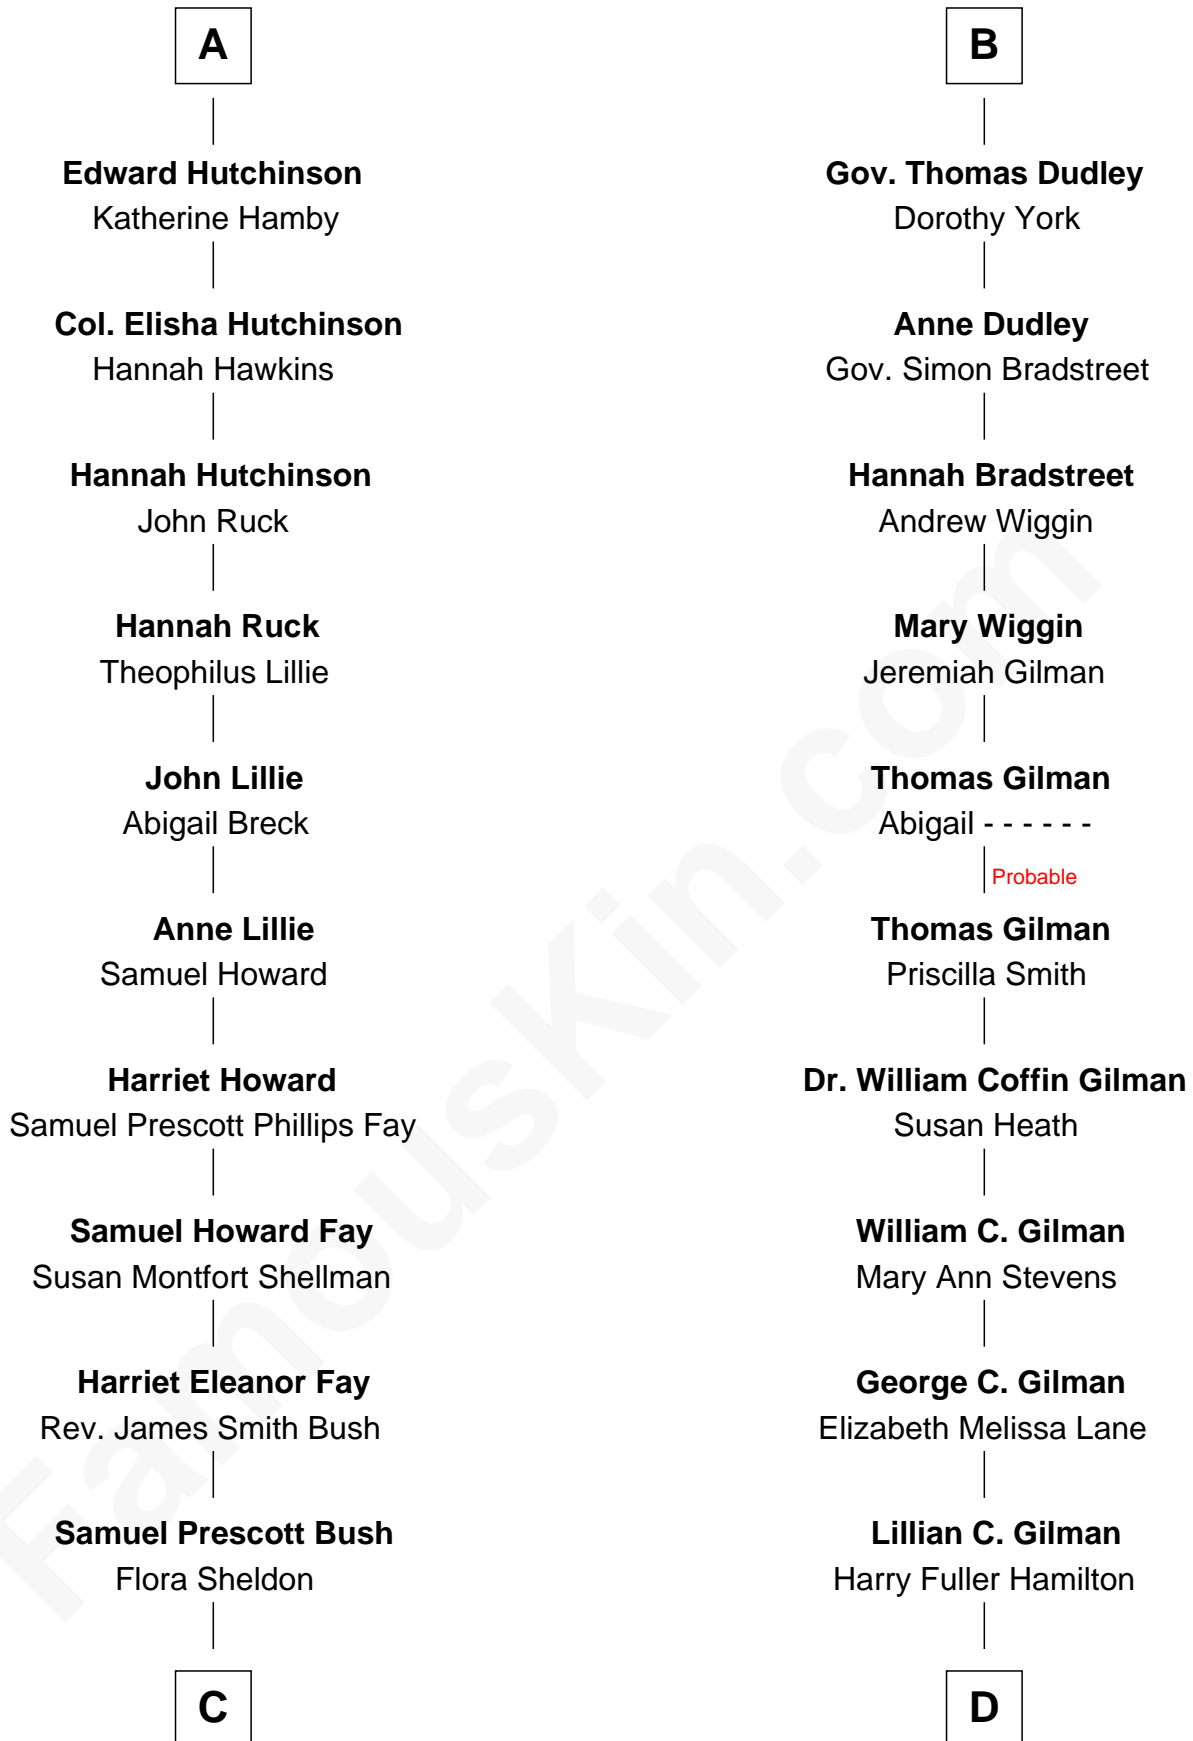 A
Edward Hutchinson
Katherine Hamby
Col. Elisha Hutchinson
Hannah Hawkins
Hannah Hutchinson
John Ruck
Hannah Ruck
Theophilus Lillie
John Lillie
Abigail Breck
Anne Lillie
Samuel Howard
Harriet Howard
Samuel Prescott Phillips Fay
Samuel Howard Fay
Susan Montfort Shellman
Harriet Eleanor Fay
Rev. James Smith Bush
Samuel Prescott Bush
Flora Sheldon
C
B
Gov. Thomas Dudley
Dorothy York
Anne Dudley
Gov. Simon Bradstreet
Hannah Bradstreet
Andrew Wiggin
Mary Wiggin
Jeremiah Gilman
Thomas Gilman
Abigail - - - - - -
Probable
Thomas Gilman
Priscilla Smith
Dr. William Coffin Gilman
Susan Heath
William C. Gilman
Mary Ann Stevens
George C. Gilman
Elizabeth Melissa Lane
Lillian C. Gilman
Harry Fuller Hamilton
D
FamousKin.com